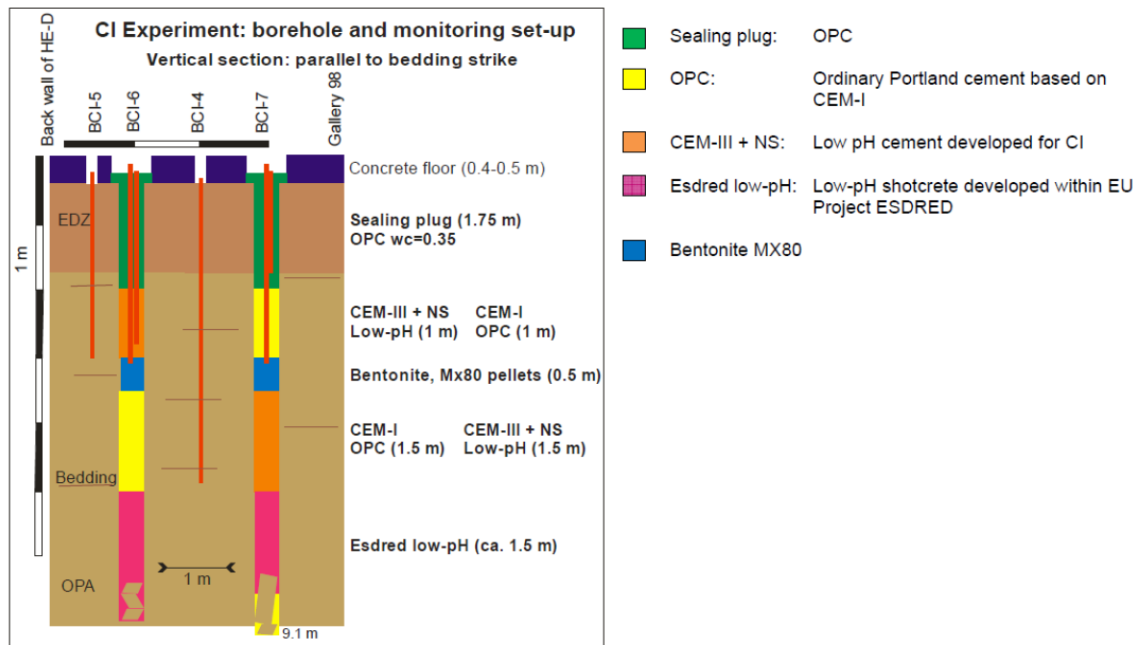 CI Experiment: borehole and monitoring set-up
Vertical section: parallel to bedding strike
Back wall of HE-D
BCI-5
BCI-6
BCI-4
BCI-7
Gallery 98
Concrete floor (0.4-0.5 m)
EDZ
Sealing plug (1.75 m)
OPC wc=0.35
1 m
CEM-III + NS CEM-I
Low-pH (1 m) OPC (1 m)
Bentonite, Mx80 pellets (0.5 m)
CEM-I CEM-III + NS
OPC (1.5 m) Low-pH (1.5 m)
Bedding
Esdred low-pH (ca. 1.5 m)
1 m
OPA
9.1 m
Sealing plug: OPC
OPC: Ordinary Portland cement based on
CEM-I
CEM-III + NS: Low pH cement developed for CI
Esdred low-pH: Low-pH shotcrete developed within EU
Project ESDRED
Bentonite MX80